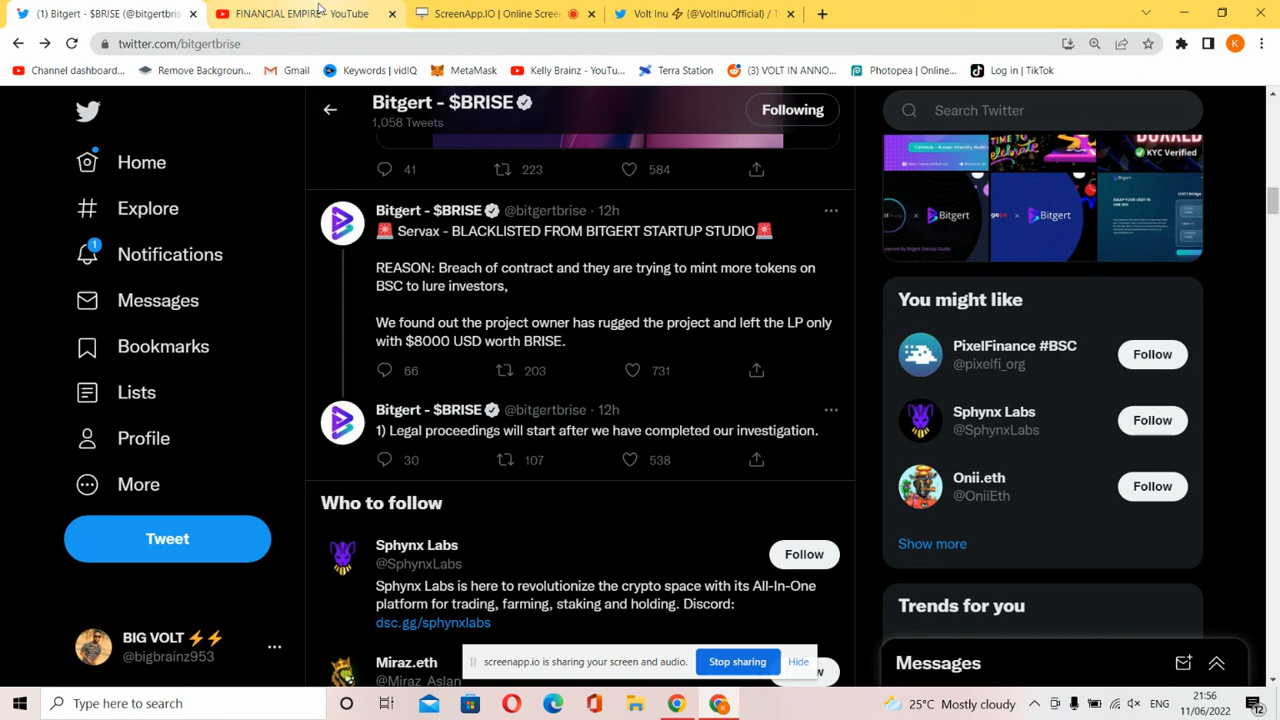 (1) Bitgert - $BRISE (@bitgertbris
FINANCIAL EMPIRE - YouTube
ScreenApp.IO | Online Scree
Volt Inu ⚡ (@VoltInuOfficial) / T
twitter.com/bitgertbrise
Channel dashboard...
Remove Backgroun...
Gmail
Keywords | vidIQ
MetaMask
Kelly Brainz - YouTu...
Terra Station
(3) VOLT IN ANNO...
Photopea | Online...
Log in | TikTok
Home
Explore
1
Notifications
Messages
Bookmarks
Lists
Profile
More
Tweet
BIG VOLT ⚡⚡
@bigbrainz953
Bitgert - $BRISE
1,058 Tweets
Following
41 223 584
Bitgert - $BRISE @bitgertbrise · 12h
LISTED FROM BITGERT STARTUP STUDIO🚨
REASON: Breach of contract and they are trying to mint more tokens on
BSC to lure investors,
We found out the project owner has rugged the project and left the LP only
with $8000 USD worth BRISE.
66 203 731
Bitgert - $BRISE @bitgertbrise · 12h
1) Legal proceedings will start after we have completed our investigation.
30 107 538
Who to follow
Sphynx Labs
@SphynxLabs
Follow
Sphynx Labs is here to revolutionize the crypto space with its All-In-One
platform for trading, farming, staking and holding. Discord:
dsc.gg/sphynxlabs
Miraz.eth
@Miraz_Aslan
screenapp.io is sharing your screen and audio.
Stop sharing
Hide
Search Twitter
TIME TO
CELEBRATE
KYC Verified
Bitgert
Bitgert
You might like
PixelFinance #BSC
@pixelfi_org
Follow
Sphynx Labs
@SphynxLabs
Follow
Onii.eth
@OniiEth
Follow
Show more
Trends for you
Messages
Type here to search
25°C Mostly cloudy
ENG
21:56
11/06/2022
12